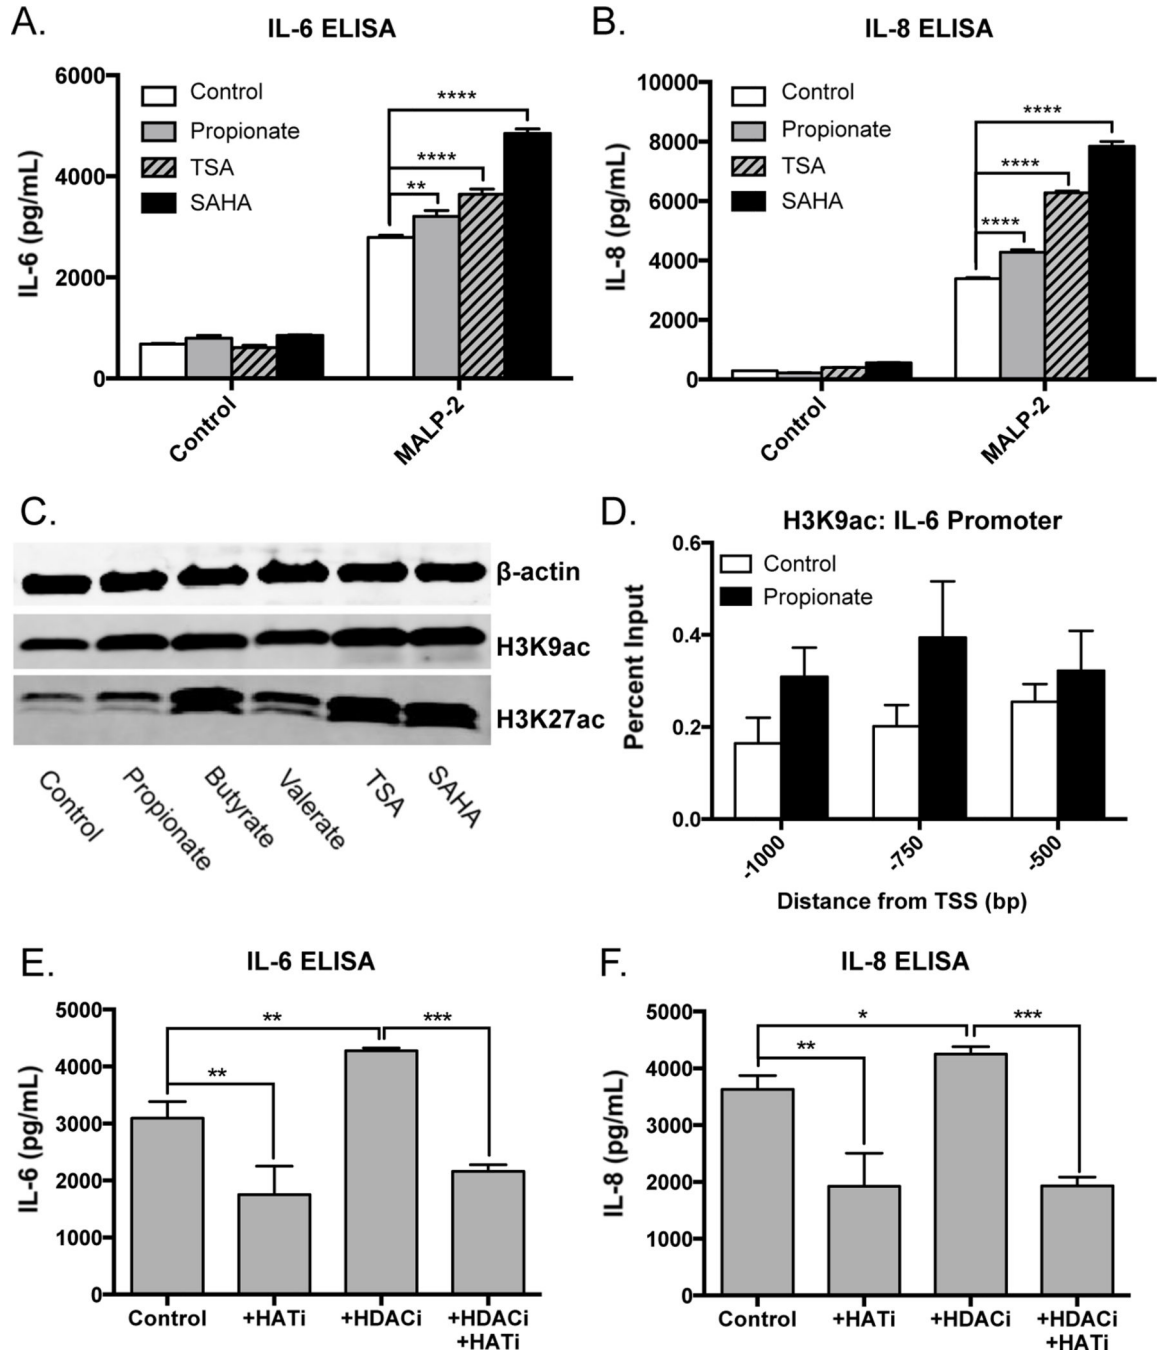 A.
IL-6 ELISA
IL-6 (pg/mL)
6000
4000
2000
0
Control
Propionate
TSA
SAHA
**
****
****
Control
MALP-2
B.
IL-8 ELISA
IL-8 (pg/mL)
10000
8000
6000
4000
2000
0
Control
Propionate
TSA
SAHA
****
****
****
Control
MALP-2
C.
β-actin
H3K9ac
H3K27ac
Control
Propionate
Butyrate
Valerate
TSA
SAHA
D.
H3K9ac: IL-6 Promoter
Percent Input
0.6
0.4
0.2
0.0
Control
Propionate
-1000
-750
-500
Distance from TSS (bp)
E.
IL-6 ELISA
IL-6 (pg/mL)
5000
4000
3000
2000
1000
0
**
***
**
Control
+HATi
+HDACi
+HDACi
+HATi
F.
IL-8 ELISA
IL-8 (pg/mL)
5000
4000
3000
2000
1000
0
*
***
**
Control
+HATi
+HDACi
+HDACi
+HATi